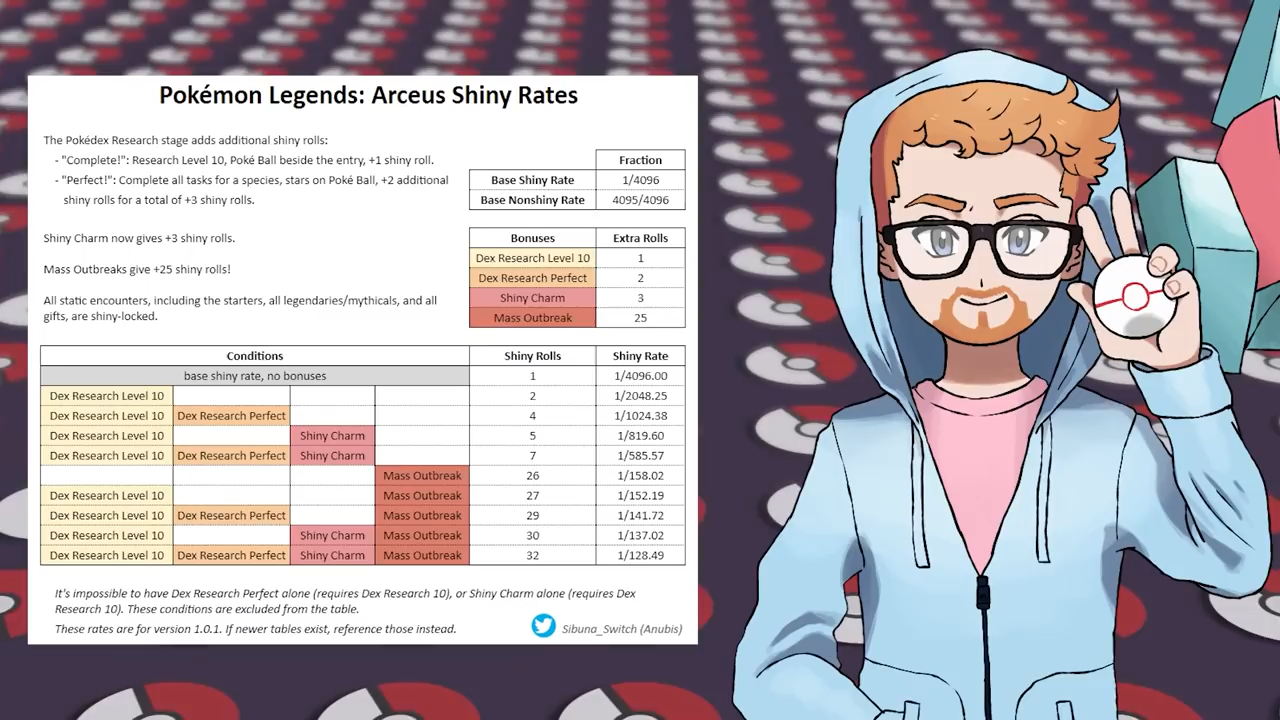 Pokémon Legends: Arceus Shiny Rates
The Pokédex Research stage adds additional shiny rolls:
- "Complete!": Research Level 10, Poké Ball beside the entry, +1 shiny roll.
- "Perfect!": Complete all tasks for a species, stars on Poké Ball, +2 additional
shiny rolls for a total of +3 shiny rolls.
Shiny Charm now gives +3 shiny rolls.
Mass Outbreaks give +25 shiny rolls!
All static encounters, including the starters, all legendaries/mythicals, and all
gifts, are shiny-locked.
Fraction
Base Shiny Rate 1/4096
Base Nonshiny Rate 4095/4096
Bonuses Extra Rolls
Dex Research Level 10 1
Dex Research Perfect 2
Shiny Charm 3
Mass Outbreak 25
Conditions Shiny Rolls Shiny Rate
base shiny rate, no bonuses 1 1/4096.00
Dex Research Level 10 2 1/2048.25
Dex Research Level 10 Dex Research Perfect 4 1/1024.38
Dex Research Level 10 Shiny Charm 5 1/819.60
Dex Research Level 10 Dex Research Perfect Shiny Charm 7 1/585.57
Mass Outbreak 26 1/158.02
Dex Research Level 10 Mass Outbreak 27 1/152.19
Dex Research Level 10 Dex Research Perfect Mass Outbreak 29 1/141.72
Dex Research Level 10 Shiny Charm Mass Outbreak 30 1/137.02
Dex Research Level 10 Dex Research Perfect Shiny Charm Mass Outbreak 32 1/128.49
It's impossible to have Dex Research Perfect alone (requires Dex Research 10), or Shiny Charm alone (requires Dex
Research 10). These conditions are excluded from the table.
These rates are for version 1.0.1. If newer tables exist, reference those instead.
Sibuna_Switch (Anubis)